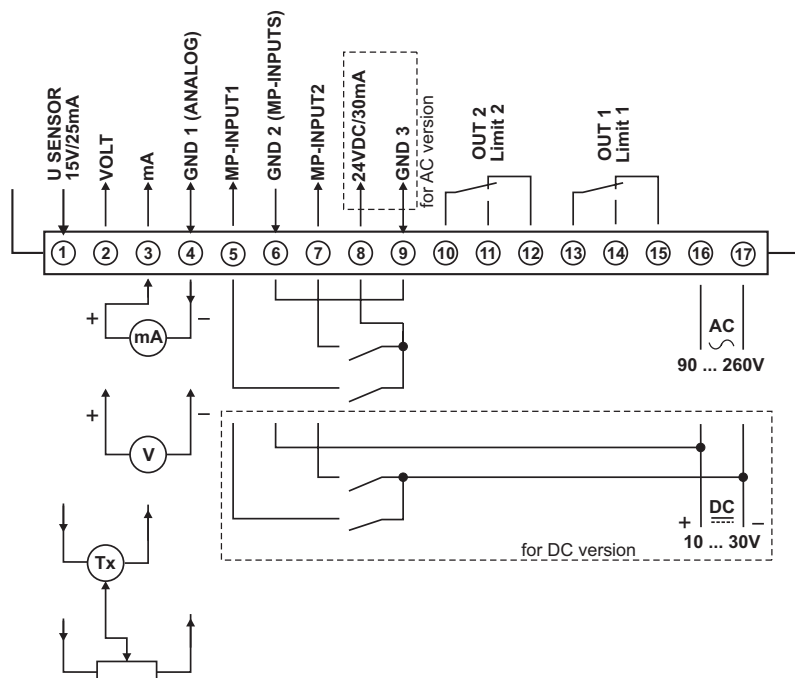 U SENSOR
15V/25mA
VOLT
mA
GND 1 (ANALOG)
MP-INPUT1
GND 2 (MP-INPUTS)
MP-INPUT2
24VDC/30mA
GND 3
for AC version
OUT 2
Limit 2
OUT 1
Limit 1
1 2 3 4 5 6 7 8 9 10 11 12 13 14 15 16 17
+ mA −
AC
90 ... 260V
+ V −
Tx
+ DC −
10 ... 30V
for DC version